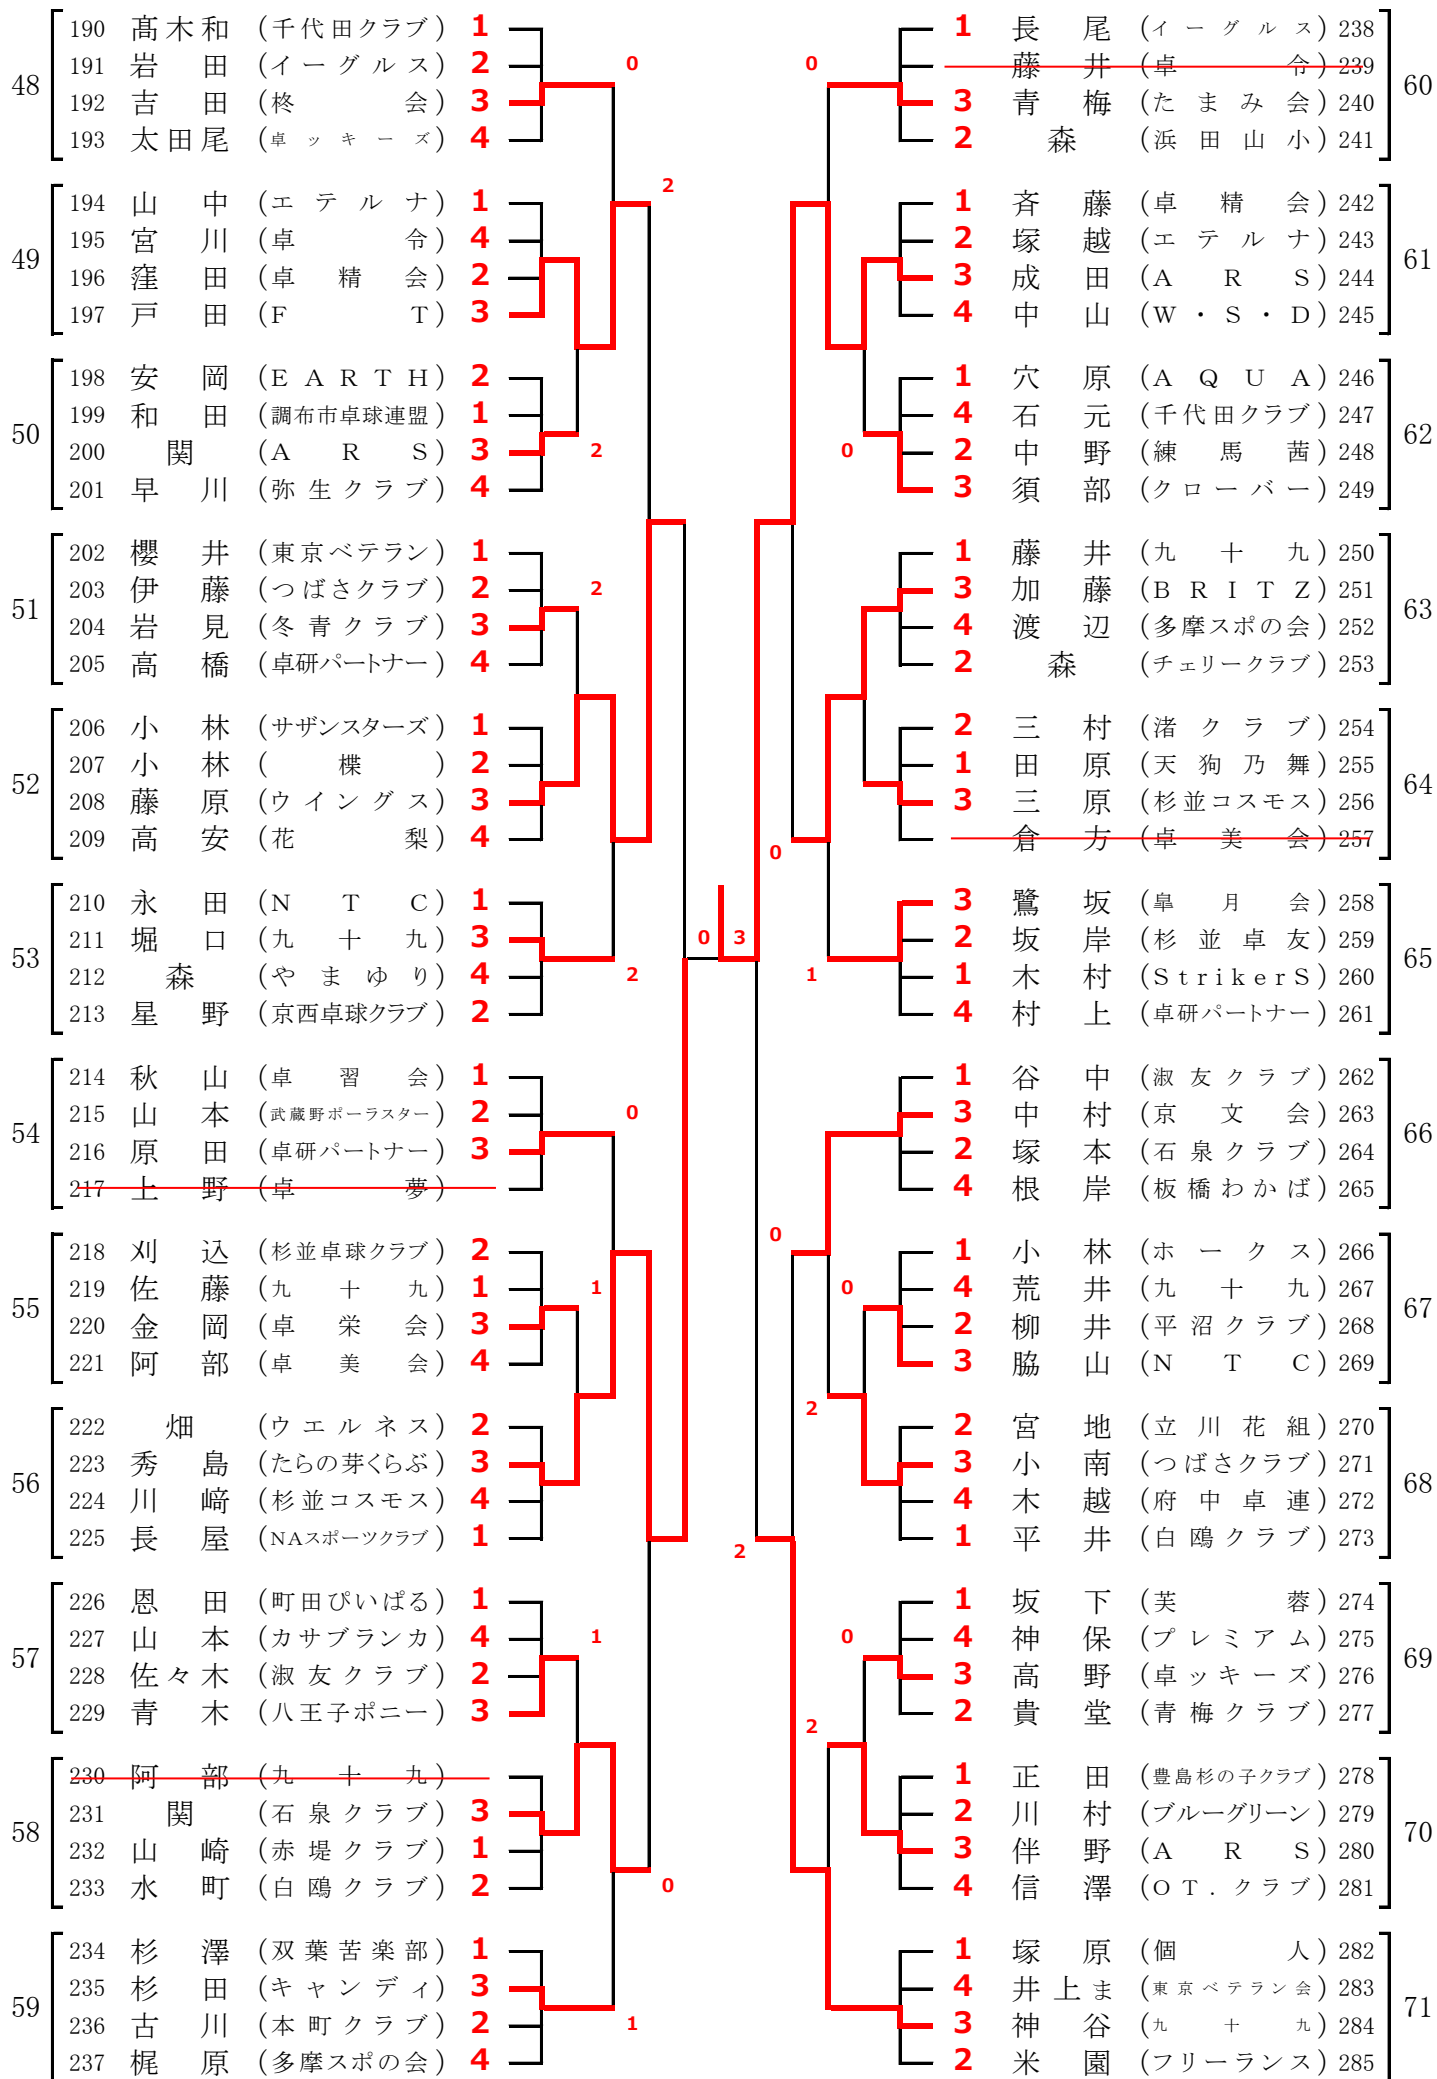 48
190 髙木和 (千代田クラブ) 1
191 岩田 (イーグルス) 2
192 吉田 (柊会) 3
193 太田尾 (卓ッキーズ) 4
0
2
49
194 山中 (エテルナ) 1
195 宮川 (卓令) 4
196 窪田 (卓精会) 2
197 戸田 (FT) 3
50
198 安岡 (EARTH) 2
199 和田 (調布市卓球連盟) 1
200 関 (ARS) 3
201 早川 (弥生クラブ) 4
2
51
202 櫻井 (東京ベテラン) 1
203 伊藤 (つばさクラブ) 2
204 岩見 (冬青クラブ) 3
205 高橋 (卓研パートナー) 4
2
52
206 小林 (サザンスターズ) 1
207 小林 (楪) 2
208 藤原 (ウイングス) 3
209 高安 (花梨) 4
53
210 永田 (NTC) 1
211 堀口 (九十九) 3
212 森 (やまゆり) 4
213 星野 (京西卓球クラブ) 2
2
54
214 秋山 (卓習会) 1
215 山本 (武蔵野ポーラスター) 2
216 原田 (卓研パートナー) 3
217 上野 (卓夢)
0
55
218 刈込 (杉並卓球クラブ) 2
219 佐藤 (九十九) 1
220 金岡 (卓栄会) 3
221 阿部 (卓美会) 4
1
56
222 畑 (ウエルネス) 2
223 秀島 (たらの芽くらぶ) 3
224 川﨑 (杉並コスモス) 4
225 長屋 (NAスポーツクラブ) 1
57
226 恩田 (町田ぴいぱる) 1
227 山本 (カサブランカ) 4
228 佐々木 (淑友クラブ) 2
229 青木 (八王子ポニー) 3
1
58
230 阿部 (九十九)
231 関 (石泉クラブ) 3
232 山崎 (赤堤クラブ) 1
233 水町 (白鴎クラブ) 2
0
59
234 杉澤 (双葉苦楽部) 1
235 杉田 (キャンディ) 3
236 古川 (本町クラブ) 2
237 梶原 (多摩スポの会) 4
1
0 3
60
1 長尾 (イーグルス) 238
藤井 (卓令) 239
3 青梅 (たまみ会) 240
2 森 (浜田山小) 241
0
61
1 斉藤 (卓精会) 242
2 塚越 (エテルナ) 243
3 成田 (ARS) 244
4 中山 (W・S・D) 245
62
1 穴原 (AQUA) 246
4 石元 (千代田クラブ) 247
2 中野 (練馬茜) 248
3 須部 (クローバー) 249
0
63
1 藤井 (九十九) 250
3 加藤 (BRITZ) 251
4 渡辺 (多摩スポの会) 252
2 森 (チェリークラブ) 253
64
2 三村 (渚クラブ) 254
1 田原 (天狗乃舞) 255
3 三原 (杉並コスモス) 256
倉力 (卓美会) 257
0
65
3 鷺坂 (皐月会) 258
2 坂岸 (杉並卓友) 259
1 木村 (StrikerS) 260
4 村上 (卓研パートナー) 261
1
66
1 谷中 (淑友クラブ) 262
3 中村 (京文会) 263
2 塚本 (石泉クラブ) 264
4 根岸 (板橋わかば) 265
0
67
1 小林 (ホークス) 266
4 荒井 (九十九) 267
2 柳井 (平沼クラブ) 268
3 脇山 (NTC) 269
0
2
68
2 宮地 (立川花組) 270
3 小南 (つばさクラブ) 271
4 木越 (府中卓連) 272
1 平井 (白鴎クラブ) 273
2
69
1 坂下 (芙蓉) 274
4 神保 (プレミアム) 275
3 高野 (卓ッキーズ) 276
2 貴堂 (青梅クラブ) 277
0
2
70
1 正田 (豊島杉の子クラブ) 278
2 川村 (ブルーグリーン) 279
3 伴野 (ARS) 280
4 信澤 (OT.クラブ) 281
71
1 塚原 (個人) 282
4 井上ま (東京ベテラン会) 283
3 神谷 (九十九) 284
2 米園 (フリーランス) 285